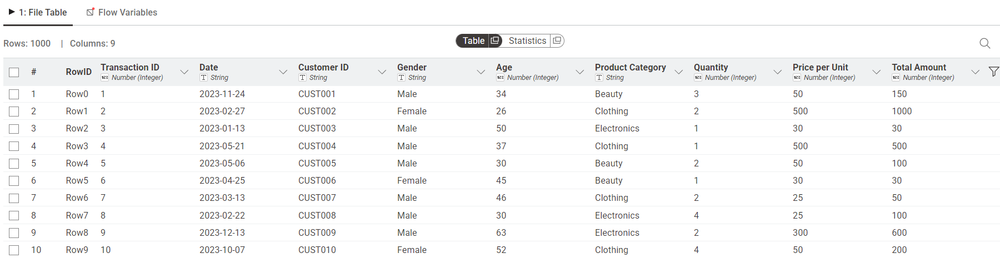 1: File Table Flow Variables
Rows: 1000 | Columns: 9 Table Statistics
# RowID Transaction ID Date Customer ID Gender Age Product Category Quantity Price per Unit Total Amount
123 Number (Integer) T String T String T String 123 Number (Integer) T String 123 Number (Integer) 123 Number (Integer) 123 Number (Integer)
1 Row0 1 2023-11-24 CUST001 Male 34 Beauty 3 50 150
2 Row1 2 2023-02-27 CUST002 Female 26 Clothing 2 500 1000
3 Row2 3 2023-01-13 CUST003 Male 50 Electronics 1 30 30
4 Row3 4 2023-05-21 CUST004 Male 37 Clothing 1 500 500
5 Row4 5 2023-05-06 CUST005 Male 30 Beauty 2 50 100
6 Row5 6 2023-04-25 CUST006 Female 45 Beauty 1 30 30
7 Row6 7 2023-03-13 CUST007 Male 46 Clothing 2 25 50
8 Row7 8 2023-02-22 CUST008 Male 30 Electronics 4 25 100
9 Row8 9 2023-12-13 CUST009 Male 63 Electronics 2 300 600
10 Row9 10 2023-10-07 CUST010 Female 52 Clothing 4 50 200